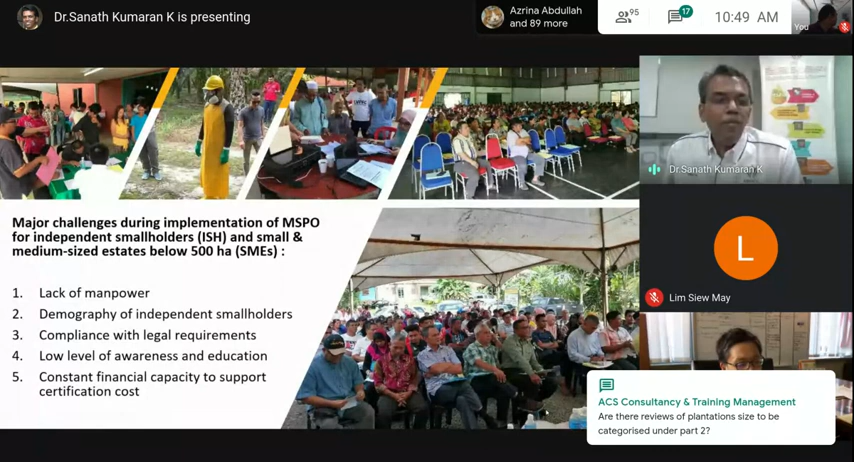 Dr.Sanath Kumaran K is presenting
Azrina Abdullah
and 89 more
95
17
10:49 AM
You
Dr.Sanath Kumaran K
Major challenges during implementation of MSPO
for independent smallholders (ISH) and small &
medium-sized estates below 500 ha (SMEs) :
1. Lack of manpower
2. Demography of independent smallholders
3. Compliance with legal requirements
4. Low level of awareness and education
5. Constant financial capacity to support
certification cost
L
Lim Siew May
ACS Consultancy & Training Management
Are there reviews of plantations size to be
categorised under part 2?